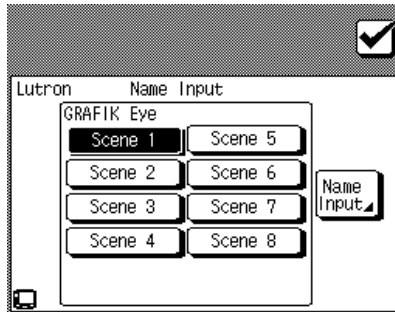 Lutron Name Input
GRAFIK Eye
Scene 1 Scene 5
Scene 2 Scene 6
Scene 3 Scene 7
Scene 4 Scene 8
Name
Input